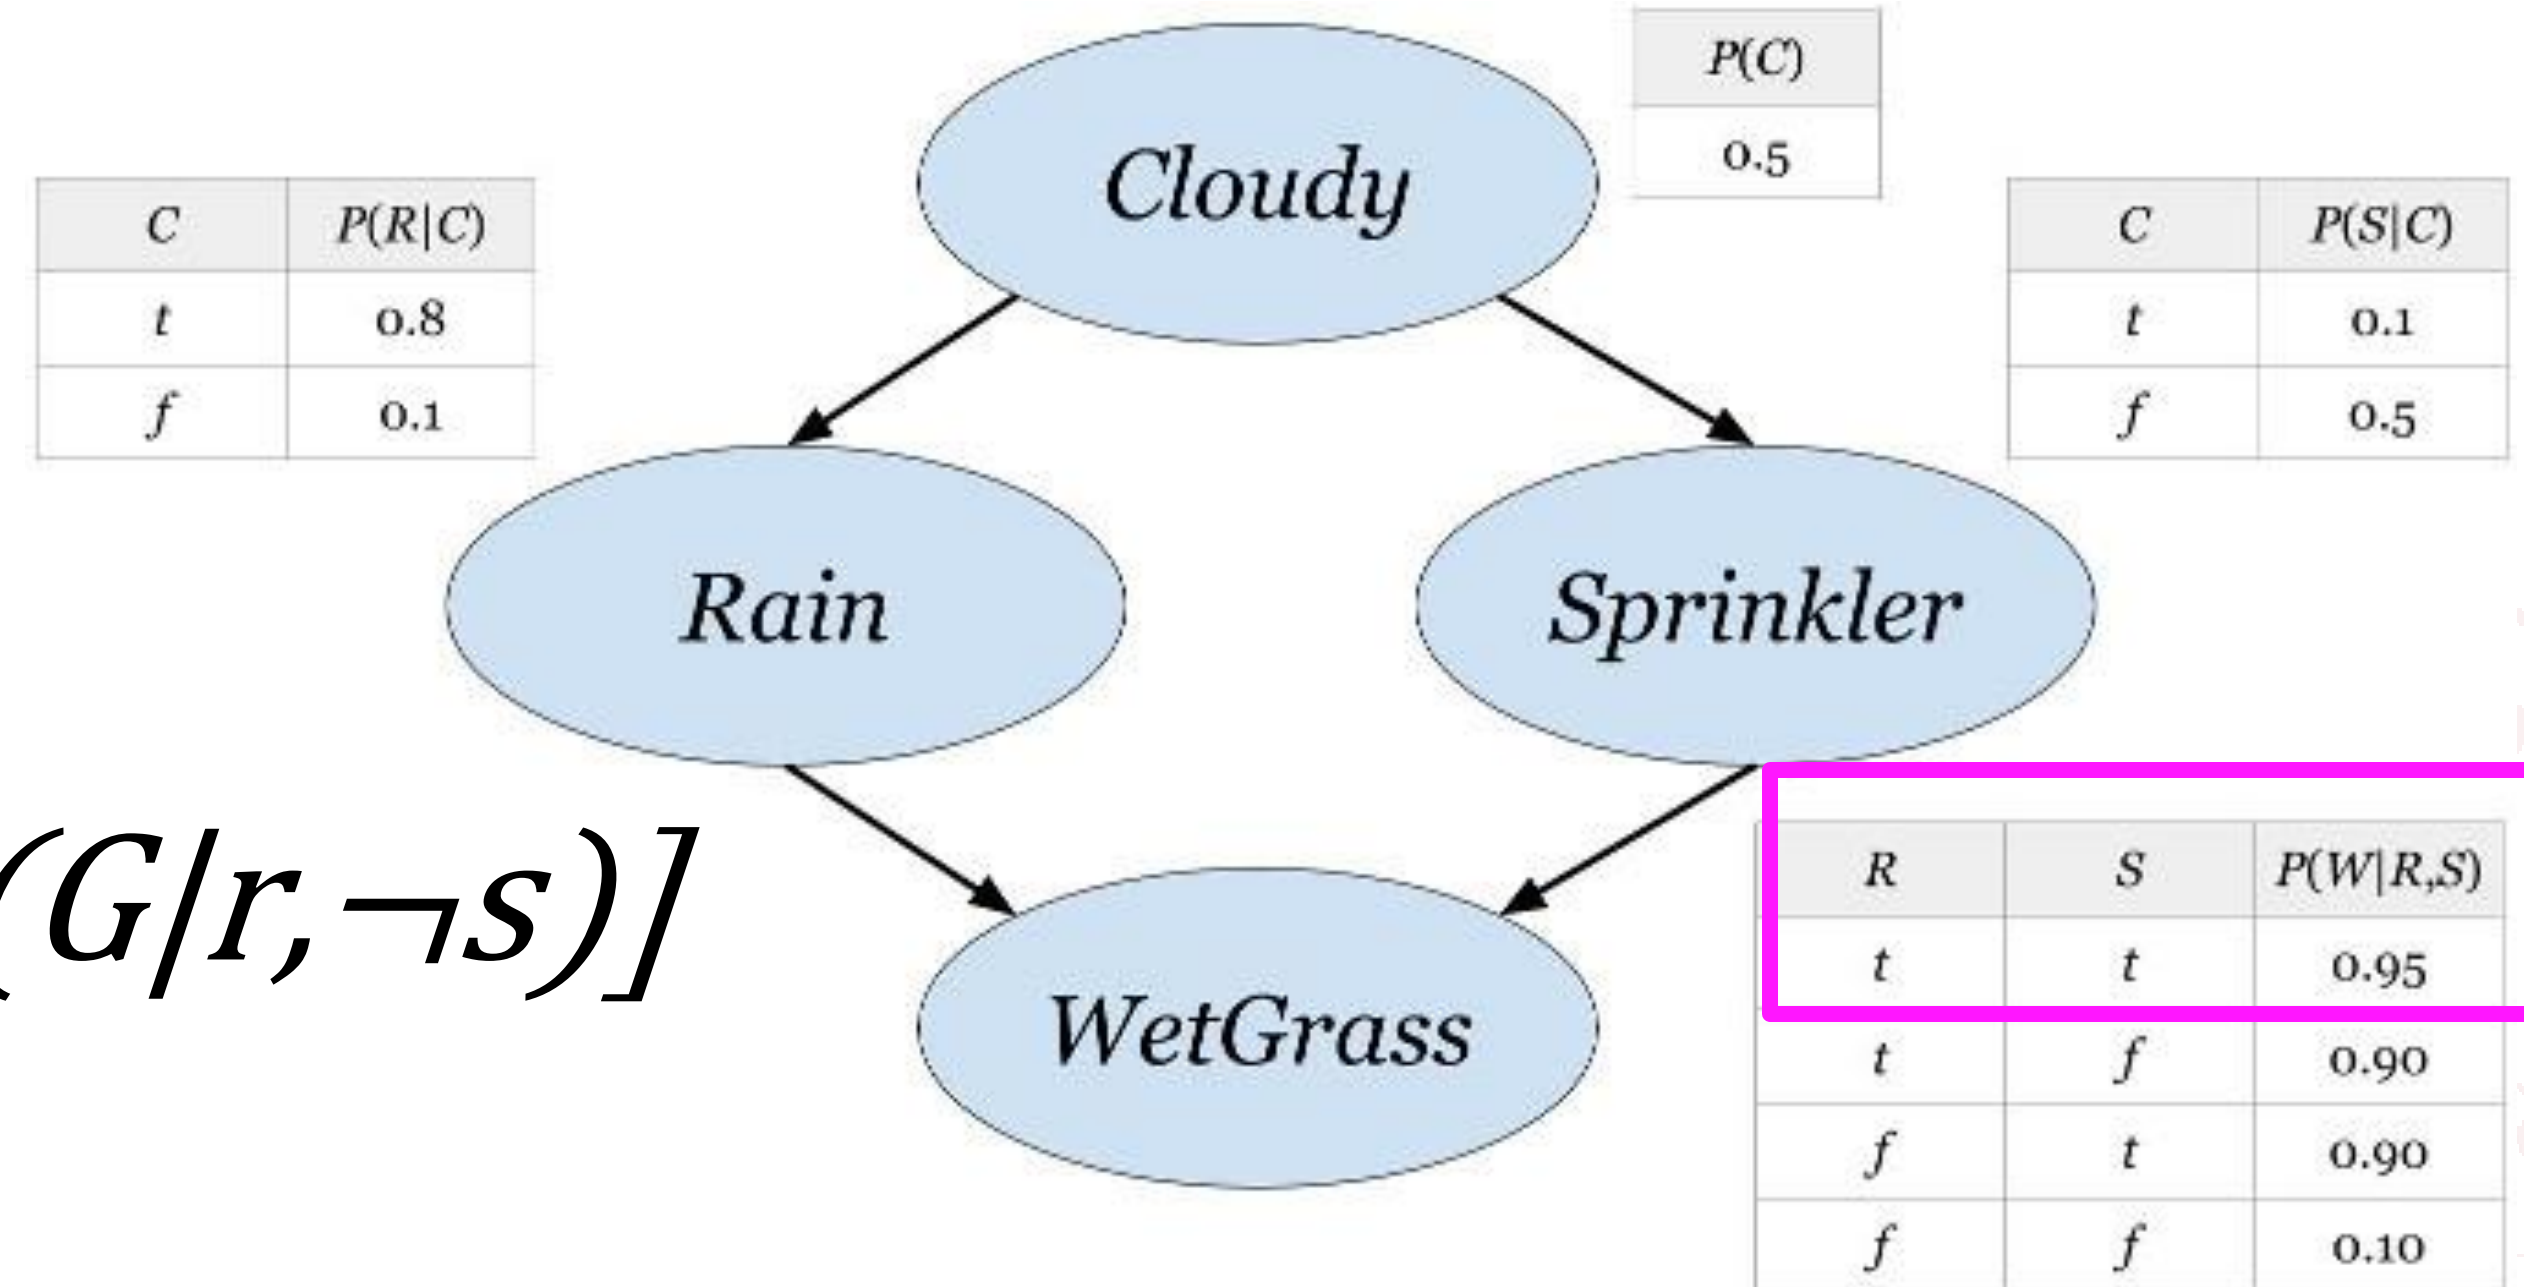 P(C)
0.5
Cloudy
C P(R|C)
t 0.8
f 0.1
C P(S|C)
t 0.1
f 0.5
Rain
Sprinkler
(G|r,¬s)]
WetGrass
R S P(W|R,S)
t t 0.95
t f 0.90
f t 0.90
f f 0.10